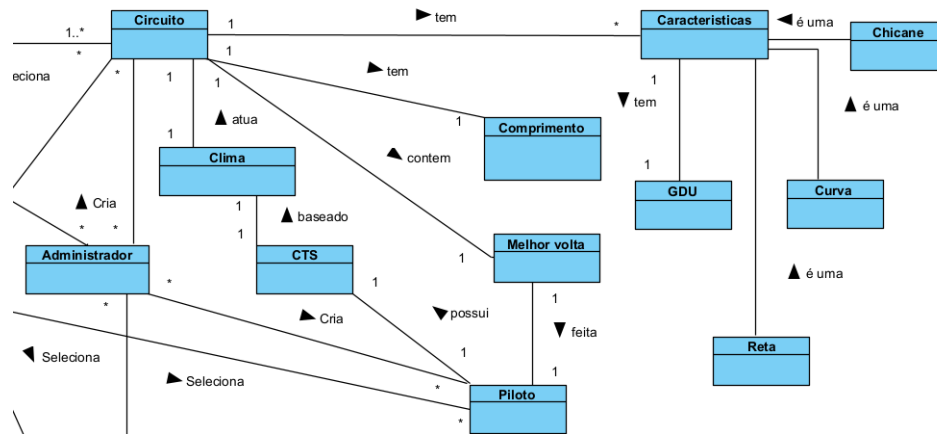 Circuito
1
tem
*
Caracteristicas
é uma
Chicane
1..*
*
eciona
*
1
1
1
tem
1
tem
é uma
atua
1
Comprimento
1
Clima
contem
1
GDU
Curva
Cria
*
*
1
baseado
1
Administrador
CTS
1
Melhor volta
é uma
*
*
1
1
Cria
possui
feita
Seleciona
Seleciona
1
*
1
Reta
Piloto
*